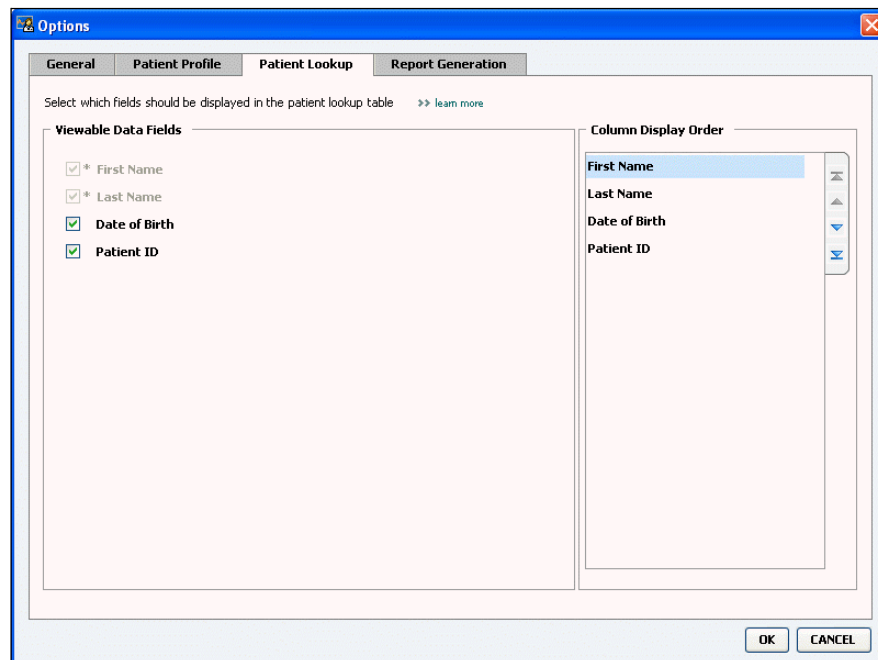 Options
General Patient Profile Patient Lookup Report Generation
Select which fields should be displayed in the patient lookup table >> learn more
Viewable Data Fields
* First Name
* Last Name
Date of Birth
Patient ID
Column Display Order
First Name
Last Name
Date of Birth
Patient ID
OK CANCEL